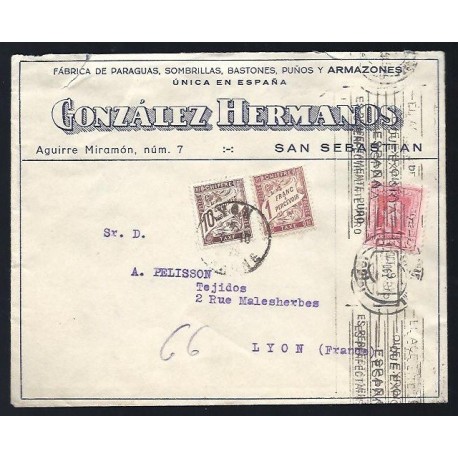 FÁBRICA DE PARAGUAS, SOMBRILLAS, BASTONES, PUÑOS Y ARMAZONES
ÚNICA EN ESPAÑA
GONZÁLEZ HERMANOS
Aguirre Miramón, núm. 7 :-: SAN SEBASTIAN
CHIFFRE
10
TAXE
CHIFFRE
1
FRANC
A PERCEVOIR
TAXE
Sr. D.
A. PELISSON
Tejidos
2 Rue Malesherbes
LYON (France)
66
ESPAÑA